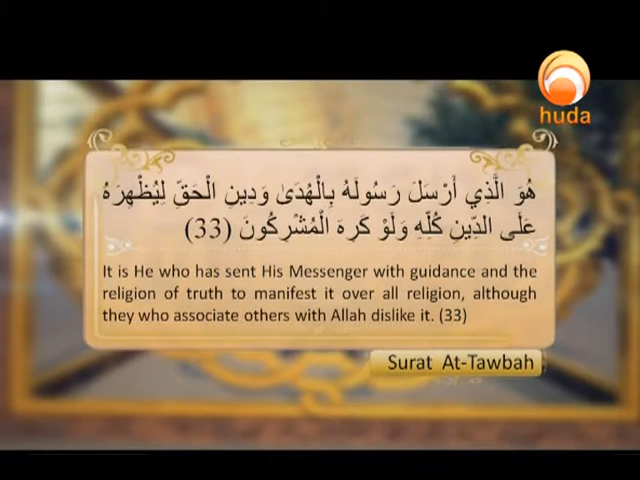 huda
هُوَ الَّذِي أَرْسَلَ رَسُولَهُ بِالْهُدَىٰ وَدِينِ الْحَقِّ لِيُظْهِرَهُ
عَلَى الدِّينِ كُلِّهِ وَلَوْ كَرِهَ الْمُشْرِكُونَ (33)
It is He who has sent His Messenger with guidance and the
religion of truth to manifest it over all religion, although
they who associate others with Allah dislike it. (33)
Surat At-Tawbah